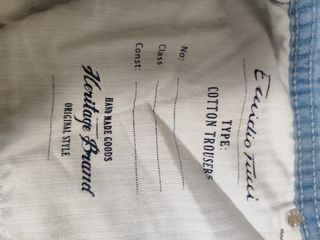 TYPE:
COTTON TROUSERS
No:
Class:
Const:
HAND MADE GOODS
Heritage Brand
ORIGINAL STYLE